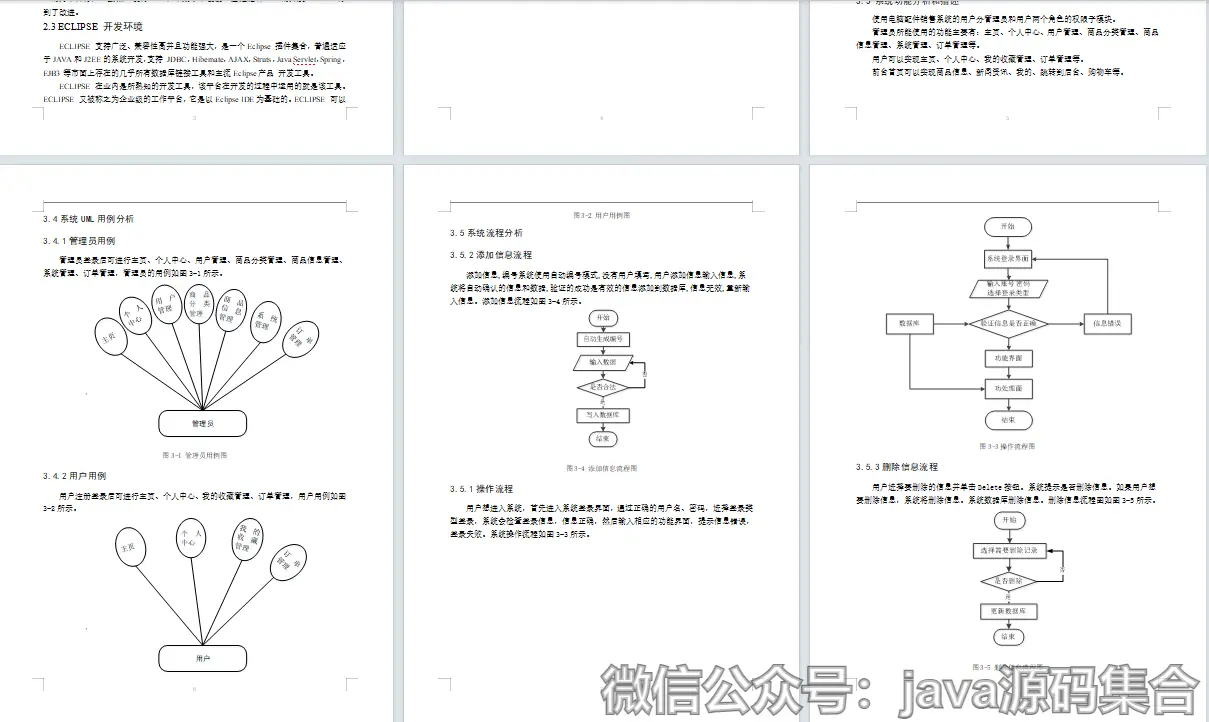 到了改进。
2.3 ECLIPSE 开发环境
ECLIPSE 支持广泛、兼容性高并且功能强大，是一个 Eclipse 插件集合，普遍适应
于 JAVA 和 J2EE 的系统开发,支持 JDBC，Hibernate，AJAX，Struts，Java Servlet，Spring，
EJB3 等市面上存在的几乎所有数据库链接工具和主流 Eclipse 产品 开发工具。
ECLIPSE 在业内是所熟知的开发工具，该平台在开发的过程中运用的就是该工具。
ECLIPSE 又被称之为企业级的工作平台，它是以 Eclipse IDE 为基础的。ECLIPSE 可以
3.3 系统功能分析和描述
使用电脑配件销售系统的用户分管理员和用户两个角色的权限子模块。
管理员所能使用的功能主要有：主页、个人中心、用户管理、商品分类管理、商品
信息管理、系统管理、订单管理等。
用户可以实现主页、个人中心、我的收藏管理、订单管理等。
前台首页可以实现商品信息、新闻资讯、我的、跳转到后台、购物车等。
3.4 系统 UML 用例分析
3.4.1 管理员用例
管理员登录后可进行主页、个人中心、用户管理、商品分类管理、商品信息管理、
系统管理、订单管理，管理员的用例如图 3-1 所示。
主页
个人中心
用户管理
商品分类管理
商品信息管理
系统管理
订单管理
管理员
图 3-1 管理员用例图
3.4.2 用户用例
用户注册登录后可进行主页、个人中心、我的收藏管理、订单管理，用户用例如图
3-2 所示。
主页
个人中心
我的收藏管理
订单管理
用户
6
图 3-2 用户用例图
3.5 系统流程分析
3.5.2 添加信息流程
添加信息,编号系统使用自动编号模式,没有用户填写,用户添加信息输入信息,系
统将自动确认的信息和数据,验证的成功是有效的信息添加到数据库,信息无效,重新输
入信息。添加信息流程如图 3-4 所示。
开始
自动生成编号
输入数据
是否合法
否
是
写入数据库
结束
图 3-4 添加信息流程图
3.5.1 操作流程
用户想进入系统，首先进入系统登录界面，通过正确的用户名、密码，选择登录类
型登录，系统会检查登录信息，信息正确，然后输入相应的功能界面，提示信息错误，
登录失败。系统操作流程如图 3-3 所示。
开始
系统登录界面
输入账号密码
选择登录类型
数据库
验证信息是否正确
信息错误
功能界面
功处理面
结束
图 3-3 操作流程图
3.5.3 删除信息流程
用户选择要删除的信息并单击 Delete 按钮。系统提示是否删除信息。如果用户想
要删除信息，系统将删除信息。系统数据库删除信息。删除信息流程图如图 3-5 所示。
开始
选择需要删除记录
是否删除
否
是
更新数据库
结束
图 3-5 删除信息流程图
微信公众号：java源码集合